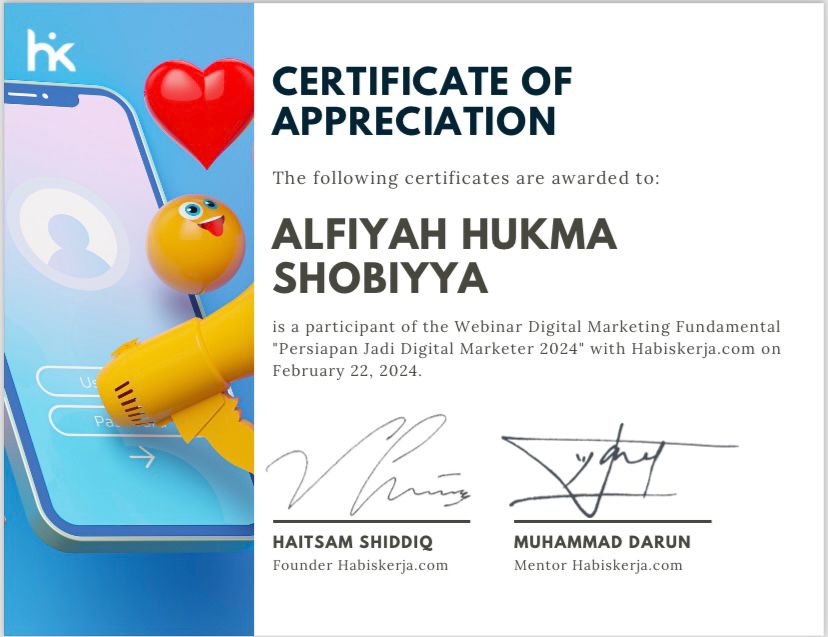 hk
CERTIFICATE OF
APPRECIATION
The following certificates are awarded to:
ALFIYAH HUKMA
SHOBIYYA
is a participant of the Webinar Digital Marketing Fundamental
"Persiapan Jadi Digital Marketer 2024" with Habiskerja.com on
February 22, 2024.
Us
Pa
HAITSAM SHIDDIQ
Founder Habiskerja.com
MUHAMMAD DARUN
Mentor Habiskerja.com